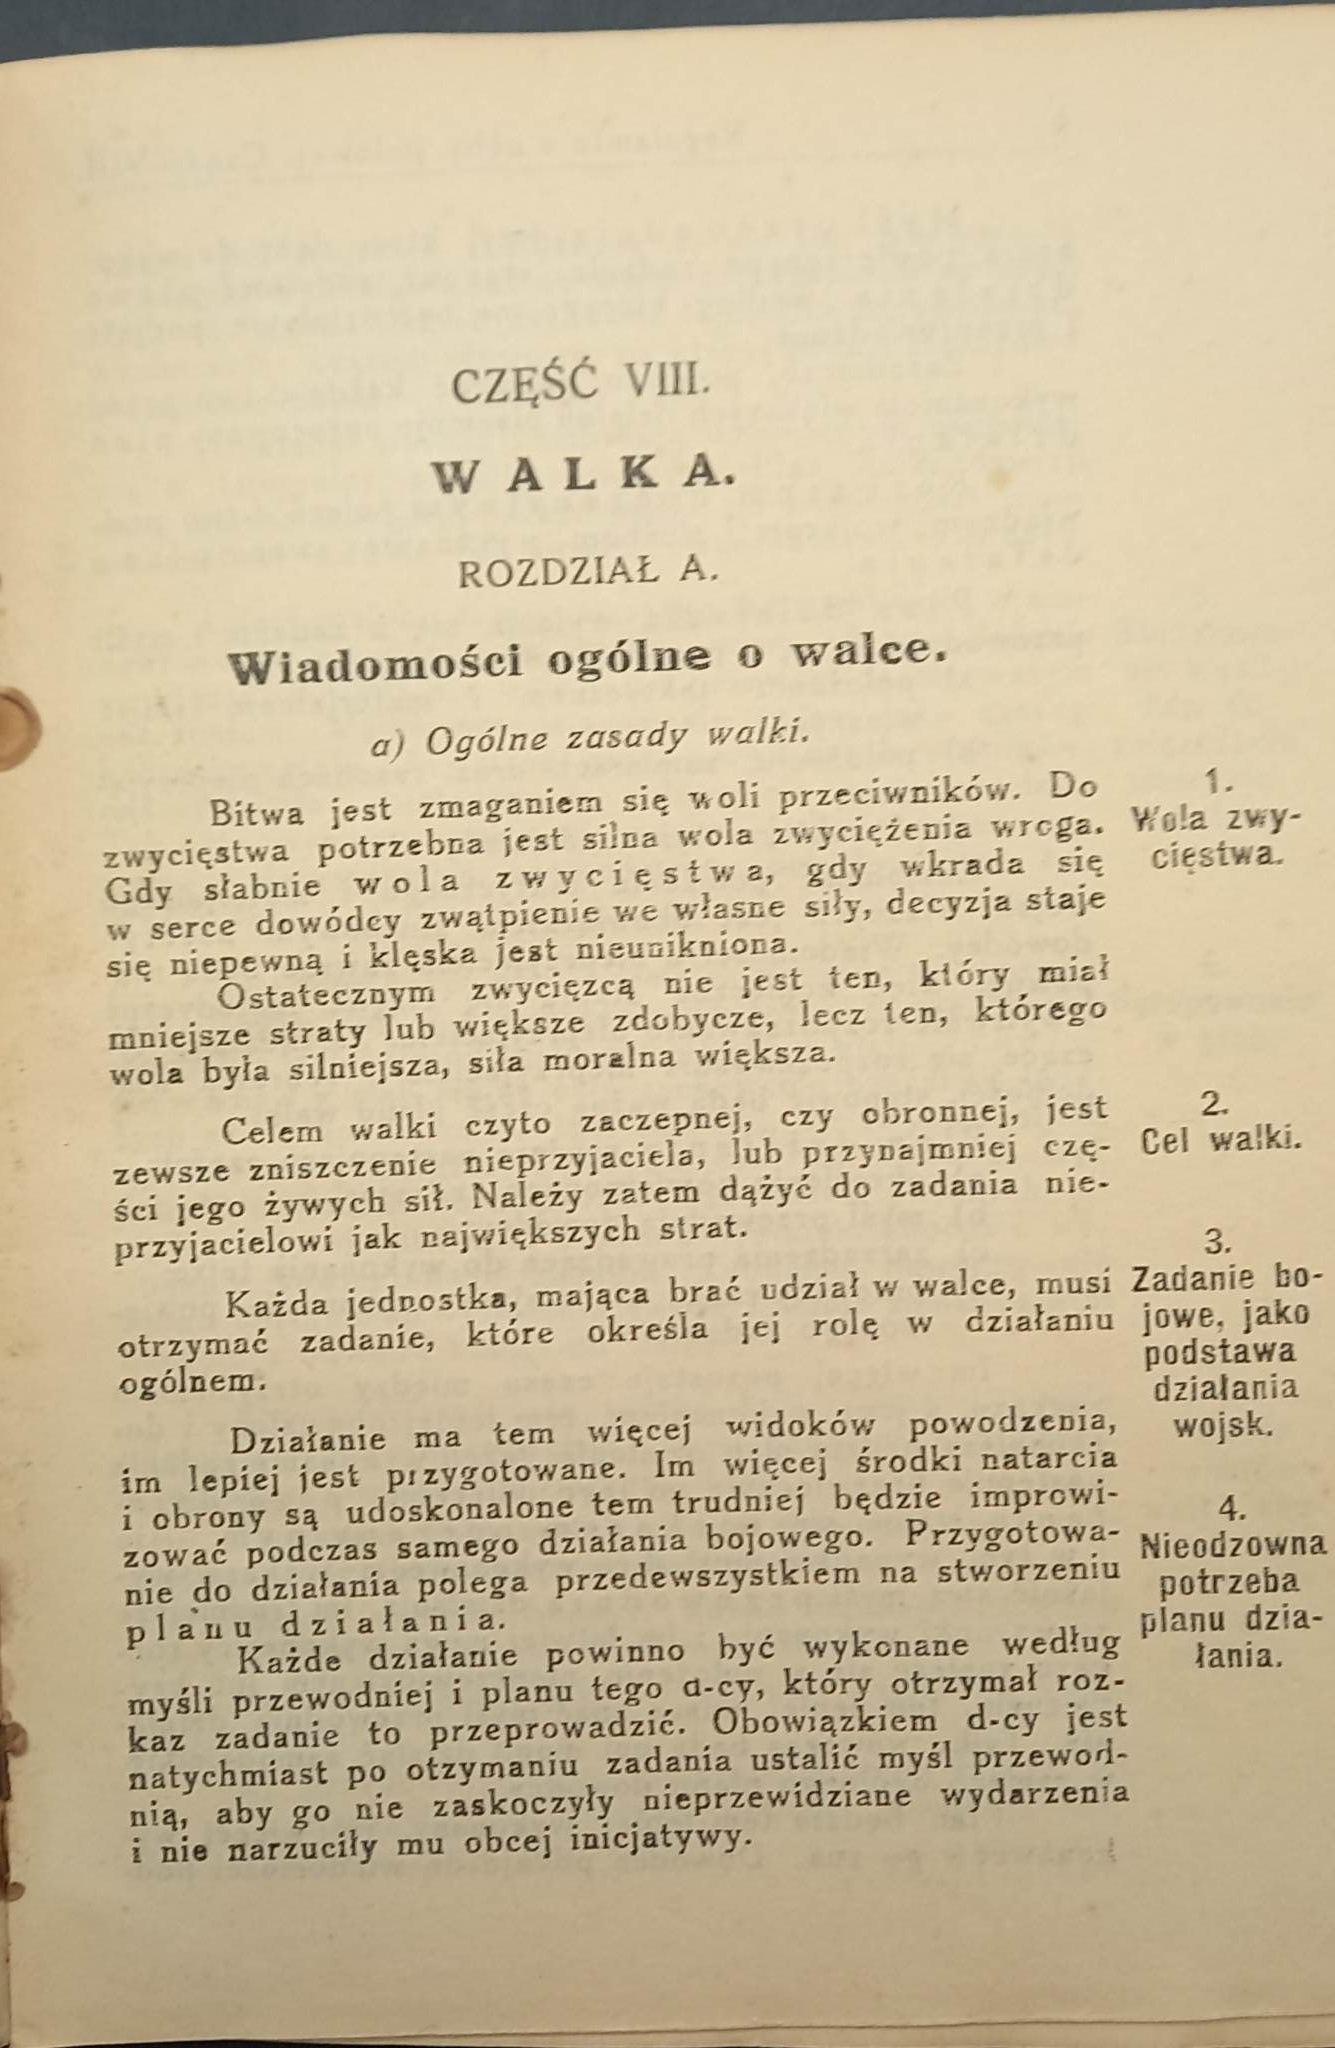 CZĘŚĆ VIII.
WALKA.
ROZDZIAŁ A.
Wiadomości ogólne o walce.
a) Ogólne zasady walki.
1.
Wola zwy-
cięstwa.
Bitwa jest zmaganiem się woli przeciwników. Do
zwycięstwa potrzebna jest silna wola zwyciężenia wroga.
Gdy słabnie wola zwycięstwa, gdy wkrada się
w serce dowódcy zwątpienie we własne siły, decyzja staje
się niepewną i klęska jest nieunikniona.
Ostatecznym zwycięzcą nie jest ten, który miał
mniejsze straty lub większe zdobycze, lecz ten, którego
wola była silniejsza, siła moralna większa.
2.
Cel walki.
Celem walki czyto zaczepnej, czy obronnej, jest
zewsze zniszczenie nieprzyjaciela, lub przynajmniej czę-
ści jego żywych sił. Należy zatem dążyć do zadania nie-
przyjacielowi jak największych strat.
3.
Zadanie bo-
jowe, jako
podstawa
działania
wojsk.
Każda jednostka, mająca brać udział w walce, musi
otrzymać zadanie, które określa jej rolę w działaniu
ogólnem.
4.
Nieodzowna
potrzeba
planu dzia-
łania.
Działanie ma tem więcej widoków powodzenia,
im lepiej jest przygotowane. Im więcej środki natarcia
i obrony są udoskonalone tem trudniej będzie improwi-
zować podczas samego działania bojowego. Przygotowa-
nie do działania polega przedewszystkiem na stworzeniu
planu działania.
Każde działanie powinno być wykonane według
myśli przewodniej i planu tego d-cy, który otrzymał roz-
kaz zadanie to przeprowadzić. Obowiązkiem d-cy jest
natychmiast po otzymaniu zadania ustalić myśl przewod-
nią, aby go nie zaskoczyły nieprzewidziane wydarzenia
i nie narzuciły mu obcej inicjatywy.